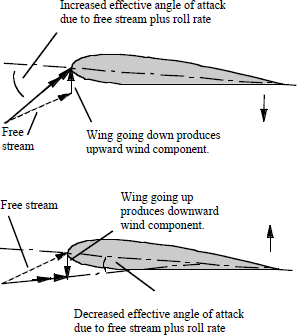 Increased effective angle of attack
due to free stream plus roll rate
Free
stream
Wing going down produces
upward wind component.
Wing going up
produces downward
wind component.
Free stream
Decreased effective angle of attack
due to free stream plus roll rate